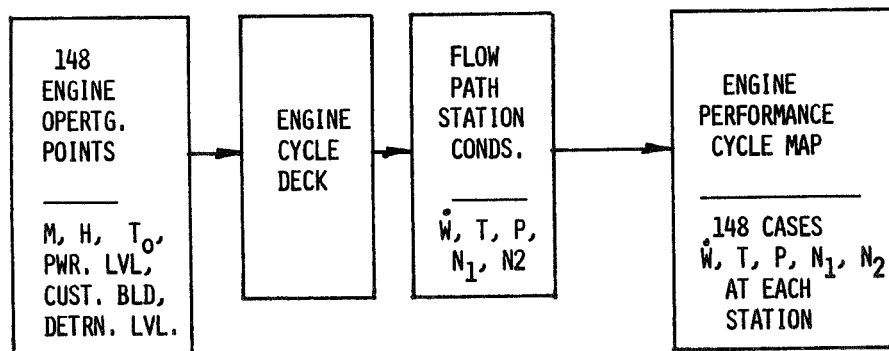 148
ENGINE
OPERTG.
POINTS
M, H, T₀,
PWR. LVL,
CUST. BLD,
DETRN. LVL.
ENGINE
CYCLE
DECK
FLOW
PATH
STATION
CONDS.
Ẇ, T, P,
N₁, N2
ENGINE
PERFORMANCE
CYCLE MAP
148 CASES
Ẇ, T, P, N₁, N₂
AT EACH
STATION